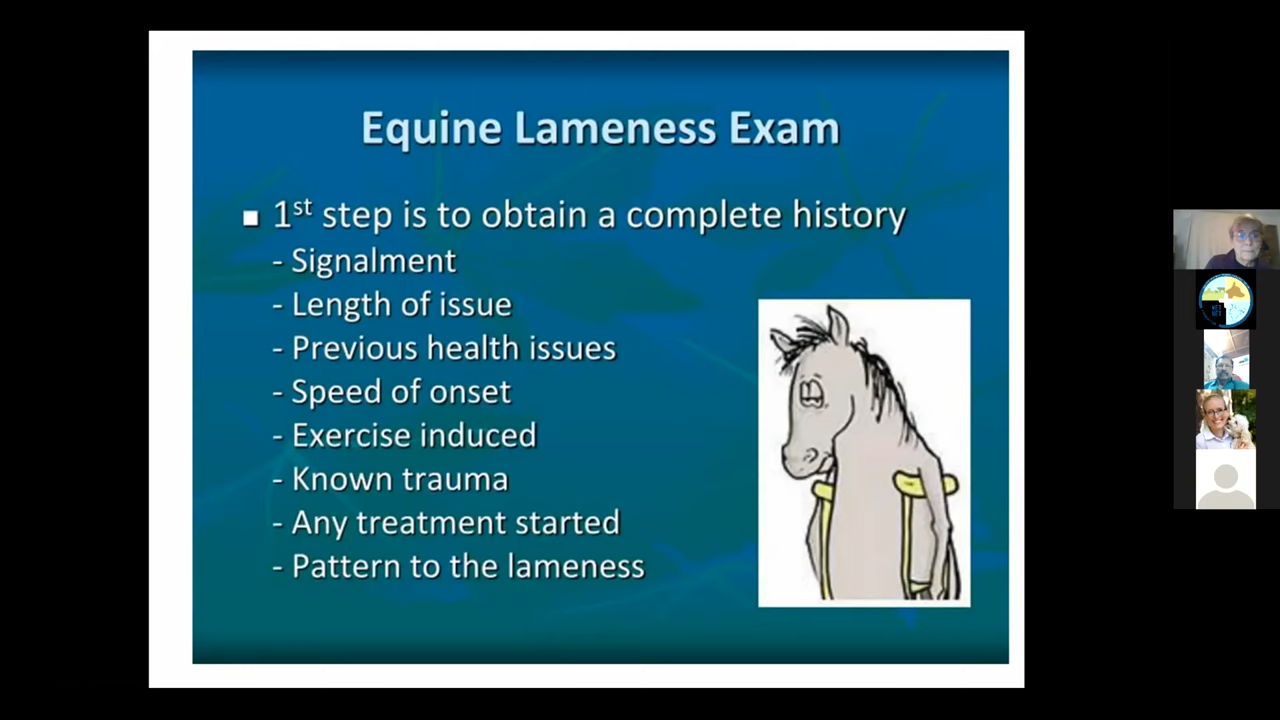 Equine Lameness Exam
▪ 1st step is to obtain a complete history
- Signalment
- Length of issue
- Previous health issues
- Speed of onset
- Exercise induced
- Known trauma
- Any treatment started
- Pattern to the lameness